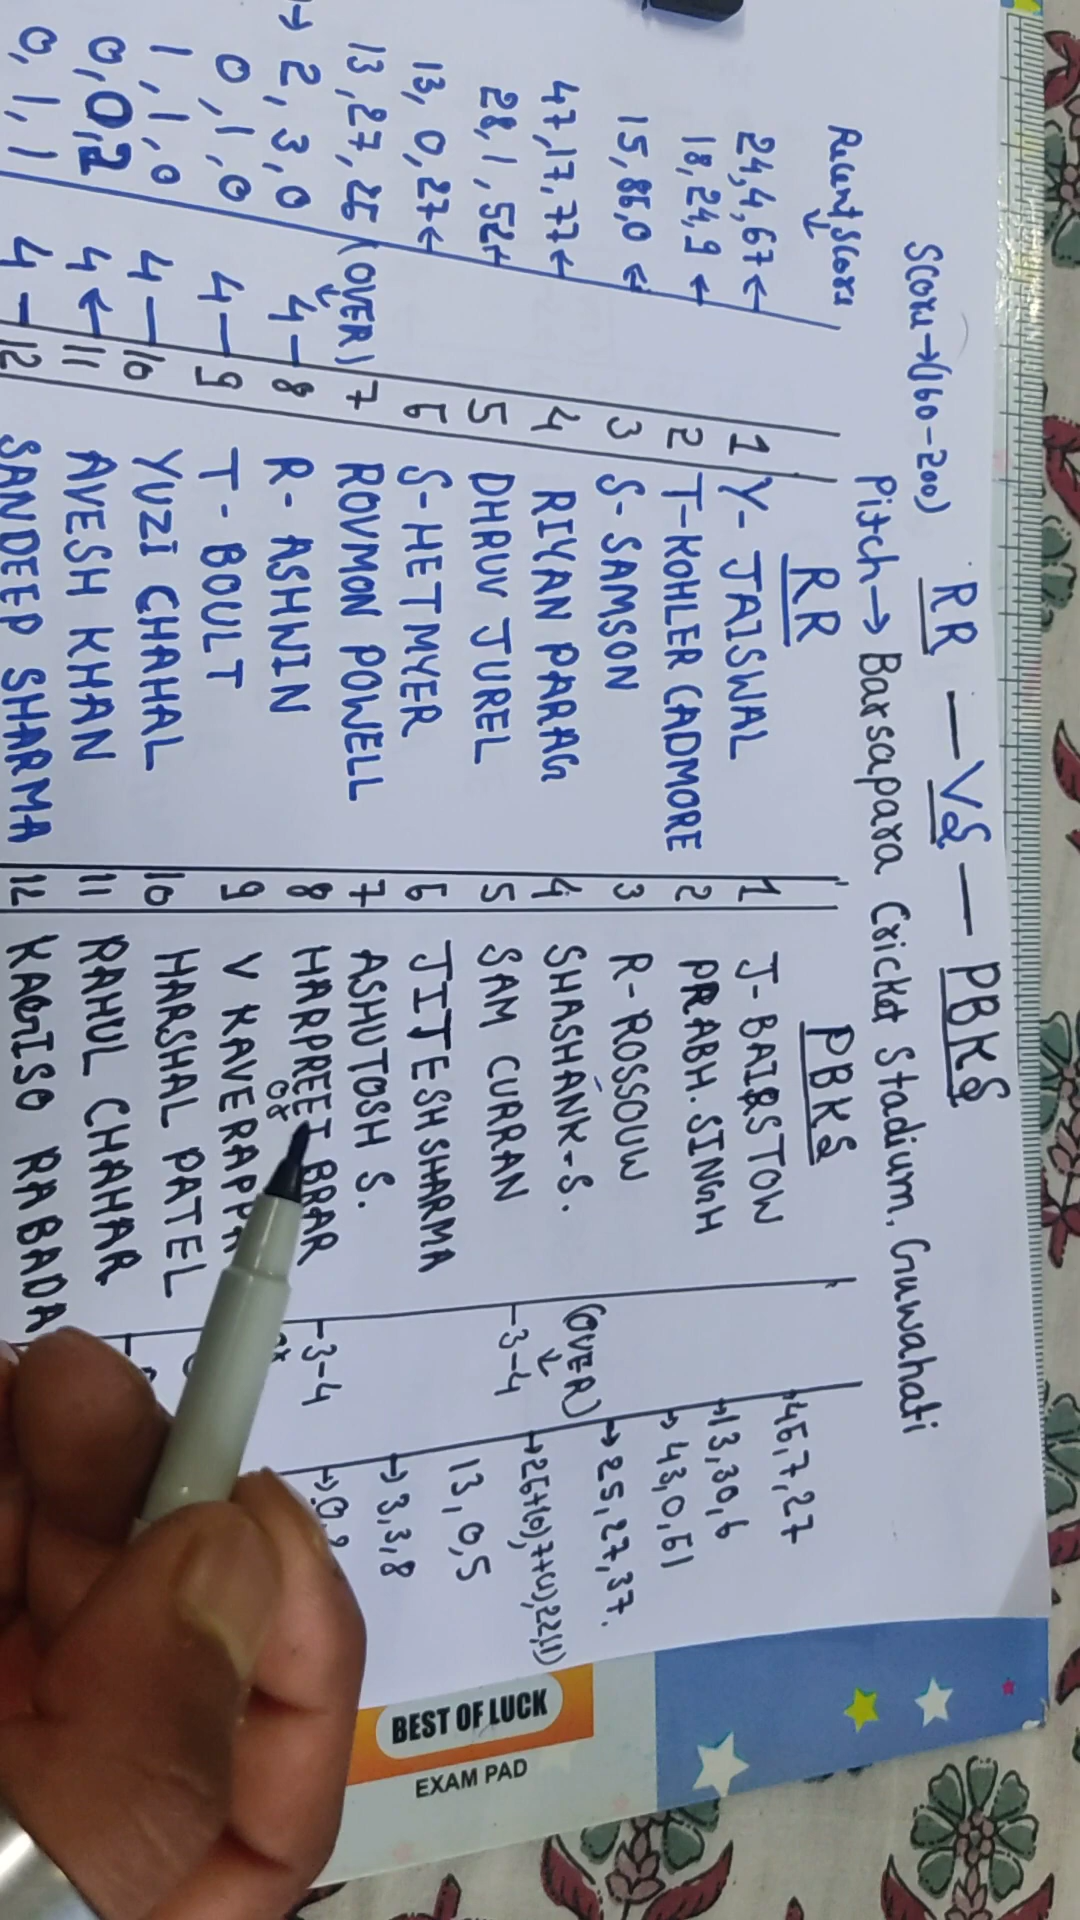 RR — VS — PBKS
Score→(160-200)
Pitch→ Barsapara Cricket Stadium, Guwahati
Recent Score
RR
PBKS
24,4,67← 1 Y- JAISWAL 1 J-BAIRSTOW →46,7,27
18,24,9 ← 2 T-KOHLER CADMORE 2 PRABH.SINGH →13,30,6
15,86,0 ← 3 S-SAMSON 3 R-ROSSOUW → 43,0,61
47,17,77← 4 RIYAN PARAG 4 SHASHANK-S. (OVER) → 25,27,37.
28,1,52← 5 DHRUV JUREL 5 SAM CURRAN -3-4
13,0,27← 6 S-HETMYER 6 JITESH SHARMA 13,0,5
13,27,26 (OVER) 7 ROVMON POWELL 7 ASHUTOSH S. → 3,3,8
→ 2,3,0 4— 8 R-ASHWIN 8 HARPREET BRAR -3-4
or
0,1,0 4— 9 T-BOULT 9 V KAVERAPPA
1,1,0 4— 10 YUZI CHAHAL 10 HARSHAL PATEL
0,0,2 4← 11 AVESH KHAN 11 RAHUL CHAHAR
0,1,1 4— 12 SANDEEP SHARMA 12 KAGISO RABADA
BEST OF LUCK
EXAM PAD